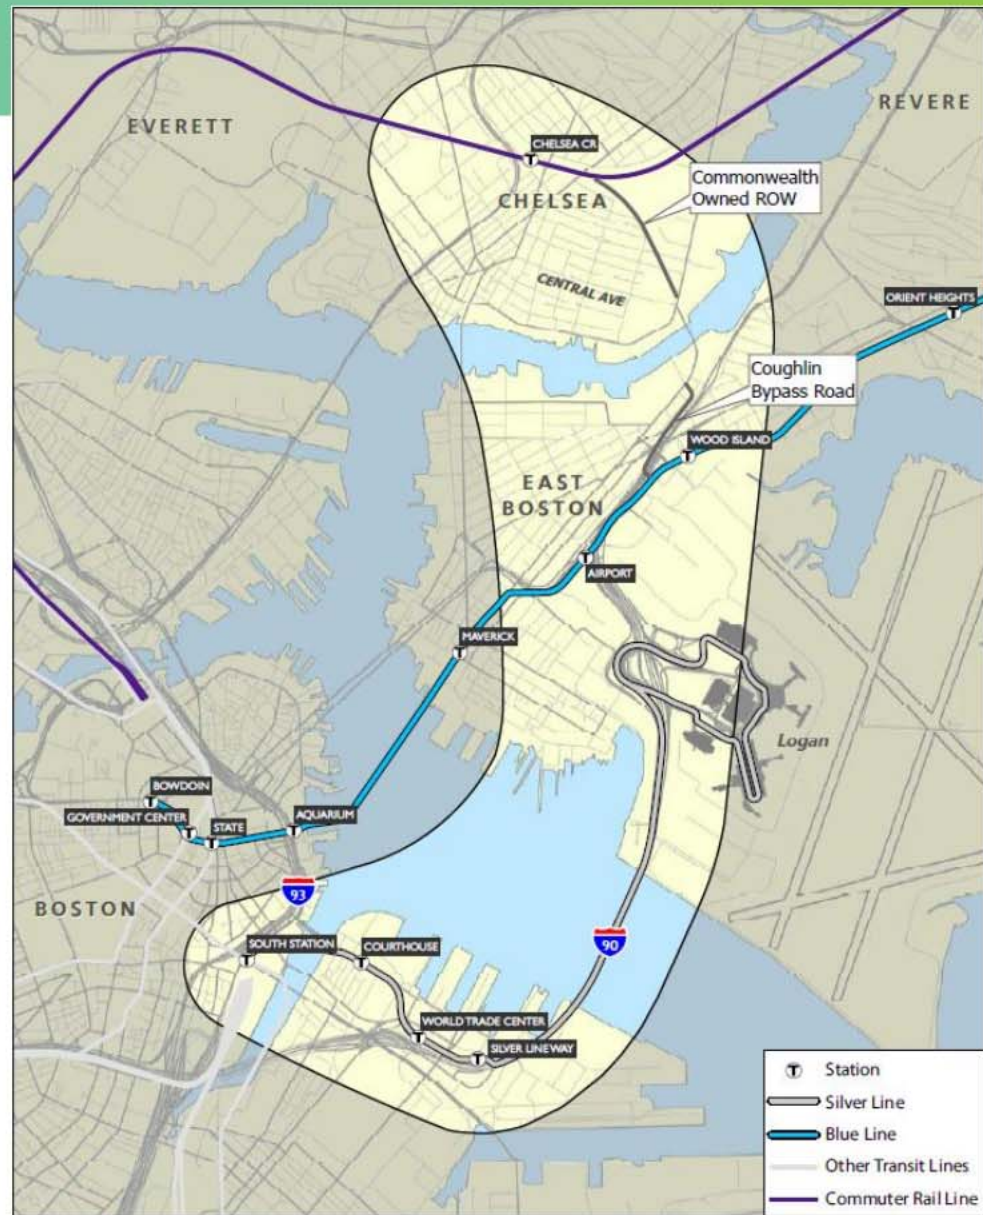 EVERETT
REVERE
CHELSEA CR
Commonwealth
Owned ROW
CHELSEA
CENTRAL AVE
ORIENT HEIGHTS
Coughlin
Bypass Road
WOOD ISLAND
EAST
BOSTON
AIRPORT
MAVERICK
Logan
BOWDOIN
GOVERNMENT CENTER
STATE
AQUARIUM
93
BOSTON
SOUTH STATION
COURTHOUSE
90
WORLD TRADE CENTER
SILVER LINE WAY
T Station
Silver Line
Blue Line
Other Transit Lines
Commuter Rail Line